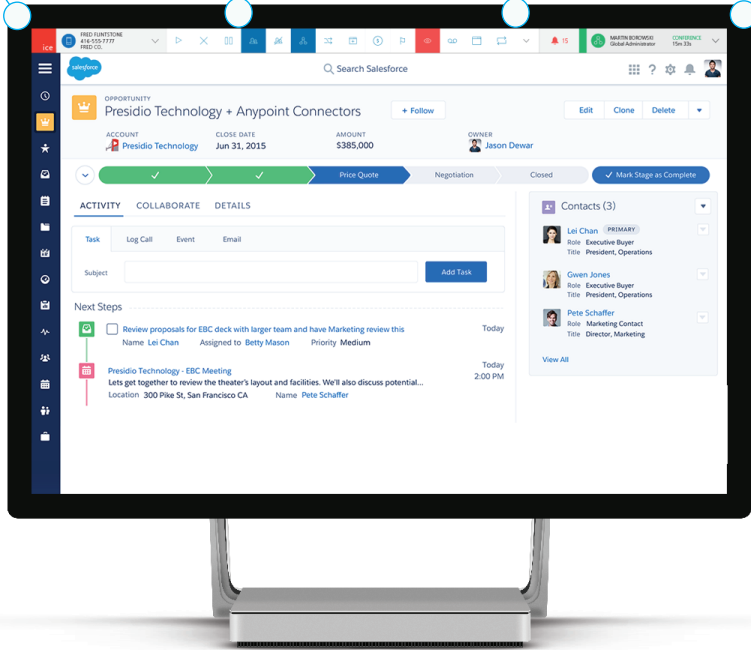 ice
FRED FLINTSTONE
416-555-7777
FRED CO.
15
MARTIN BOROWSKI
Global Administrator
CONFERENCE
15m 33s
salesforce
Search Salesforce
OPPORTUNITY
Presidio Technology + Anypoint Connectors
+ Follow
Edit
Clone
Delete
ACCOUNT
CLOSE DATE
AMOUNT
OWNER
Presidio Technology
Jun 31, 2015
$385,000
Jason Dewar
Price Quote
Negotiation
Closed
Mark Stage as Complete
ACTIVITY
COLLABORATE
DETAILS
Task
Log Call
Event
Email
Subject
Add Task
Next Steps
Review proposals for EBC deck with larger team and have Marketing review this
Today
Name Lei Chan Assigned to Betty Mason Priority Medium
Presidio Technology - EBC Meeting
Today
2:00 PM
Lets get together to review the theater's layout and facilities. We'll also discuss potential...
Location 300 Pike St, San Francisco CA Name Pete Schaffer
Contacts (3)
Lei Chan PRIMARY
Role Executive Buyer
Title President, Operations
Gwen Jones
Role Executive Buyer
Title President, Operations
Pete Schaffer
Role Marketing Contact
Title Director, Marketing
View All